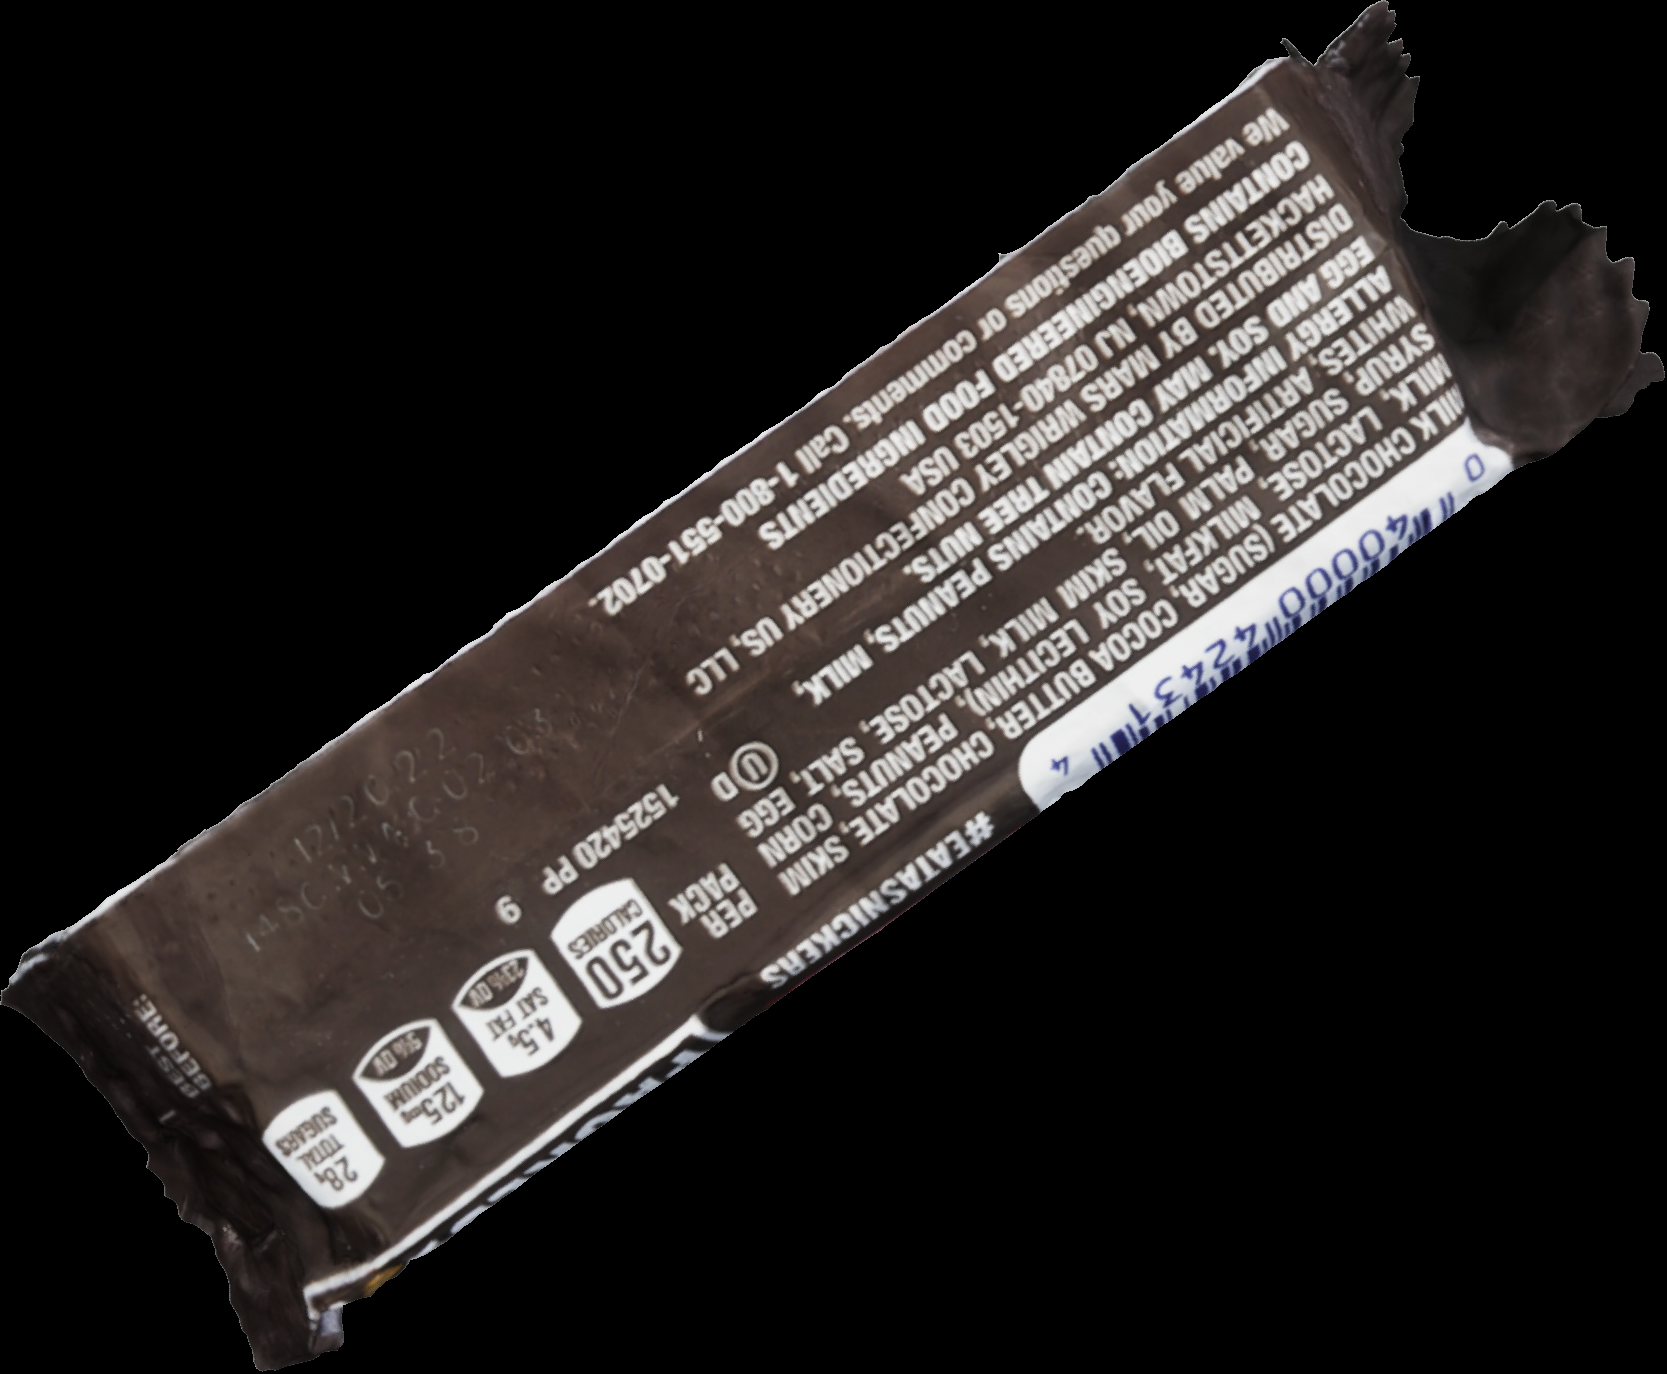 0 40000 42431 4
#EATASNICKERS
MILK CHOCOLATE (SUGAR, COCOA BUTTER, CHOCOLATE, SKIM
MILK, LACTOSE, MILKFAT, SOY LECITHIN), PEANUTS, CORN
SYRUP, SUGAR, PALM OIL, SKIM MILK, LACTOSE, SALT, EGG
WHITES, ARTIFICIAL FLAVOR.
ALLERGY INFORMATION: CONTAINS PEANUTS, MILK,
EGG AND SOY. MAY CONTAIN TREE NUTS.
DISTRIBUTED BY MARS WRIGLEY CONFECTIONERY US, LLC
HACKETTSTOWN, NJ 07840-1503 USA
CONTAINS BIOENGINEERED FOOD INGREDIENTS
We value your questions or comments. Call 1-800-551-0702.
U D
1525420 PP
9
PER
PACK
250
CALORIES
4.5g
SAT FAT
23% DV
125mg
SODIUM
5% DV
28g
TOTAL
SUGARS
BEST
BEFORE: